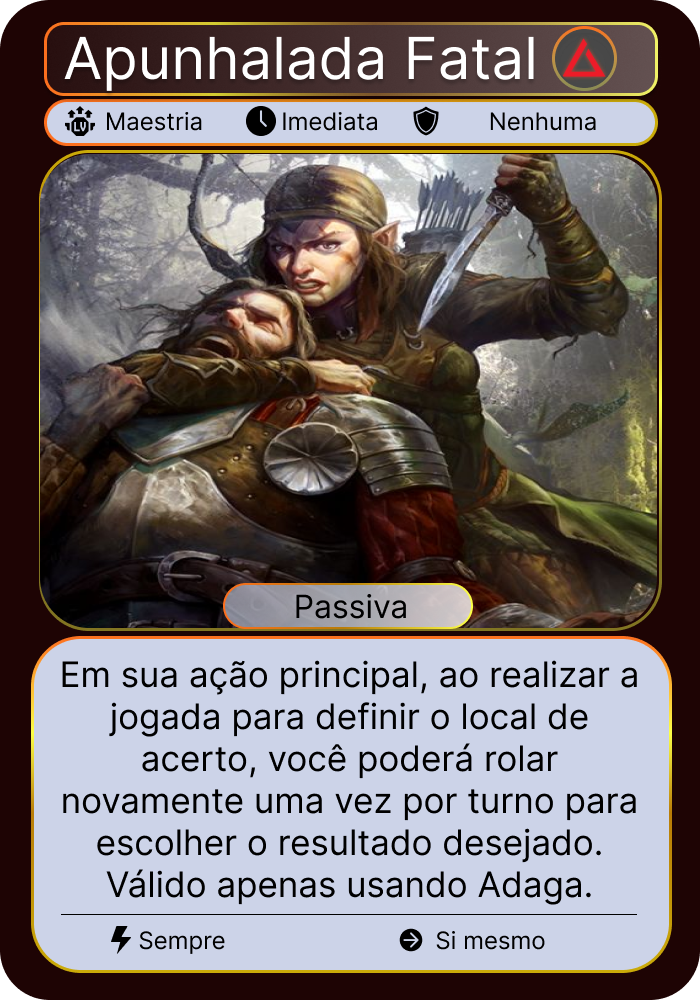 Apunhalada Fatal
LV Maestria Imediata Nenhuma
Passiva
Em sua ação principal, ao realizar a
jogada para definir o local de
acerto, você poderá rolar
novamente uma vez por turno para
escolher o resultado desejado.
Válido apenas usando Adaga.
Sempre Si mesmo